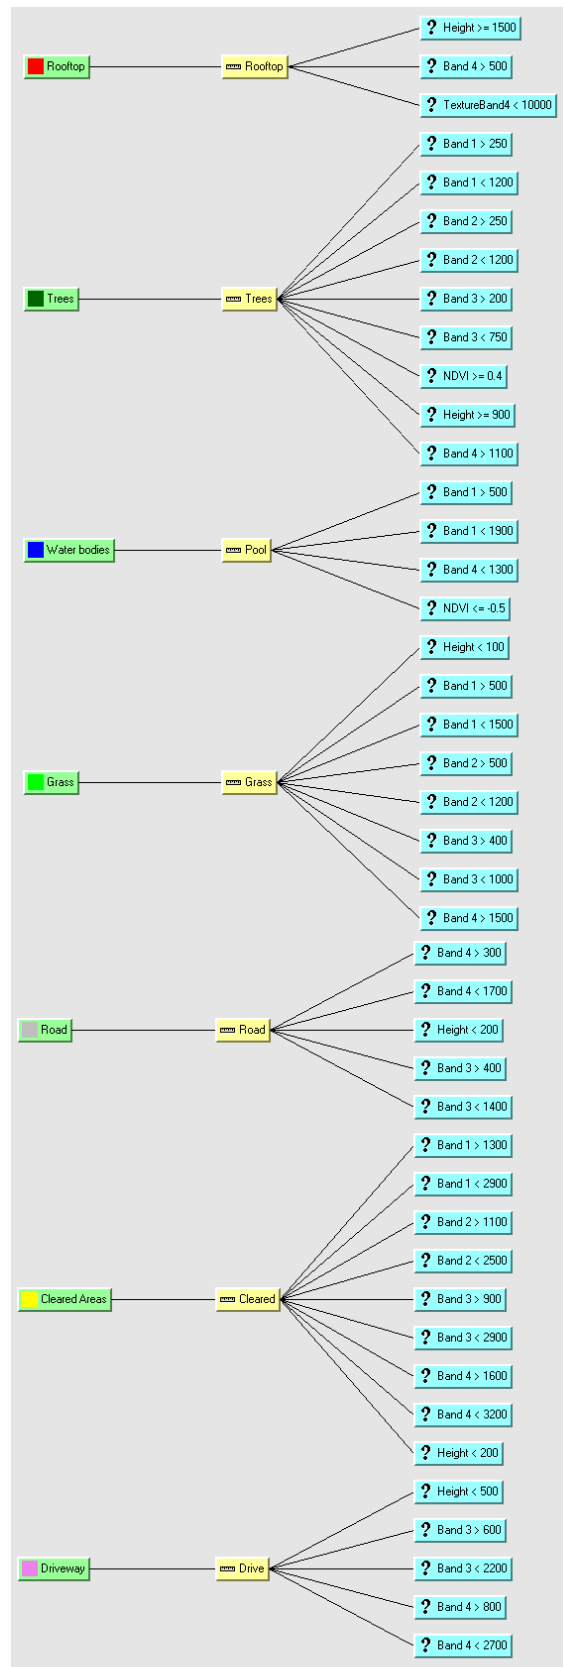 Height >= 1500
Rooftop
Rooftop
Band 4 > 500
TextureBand4 < 10000
Band 1 > 250
Band 1 < 1200
Band 2 > 250
Band 2 < 1200
Trees
Trees
Band 3 > 200
Band 3 < 750
NDVI >= 0.4
Height >= 900
Band 4 > 1100
Band 1 > 500
Band 1 < 1900
Water bodies
Pool
Band 4 < 1300
NDVI <= -0.5
Height < 100
Band 1 > 500
Band 1 < 1500
Band 2 > 500
Grass
Grass
Band 2 < 1200
Band 3 > 400
Band 3 < 1000
Band 4 > 1500
Band 4 > 300
Band 4 < 1700
Road
Road
Height < 200
Band 3 > 400
Band 3 < 1400
Band 1 > 1300
Band 1 < 2900
Band 2 > 1100
Band 2 < 2500
Cleared Areas
Cleared
Band 3 > 900
Band 3 < 2900
Band 4 > 1600
Band 4 < 3200
Height < 200
Height < 500
Band 3 > 600
Driveway
Drive
Band 3 < 2200
Band 4 > 800
Band 4 < 2700